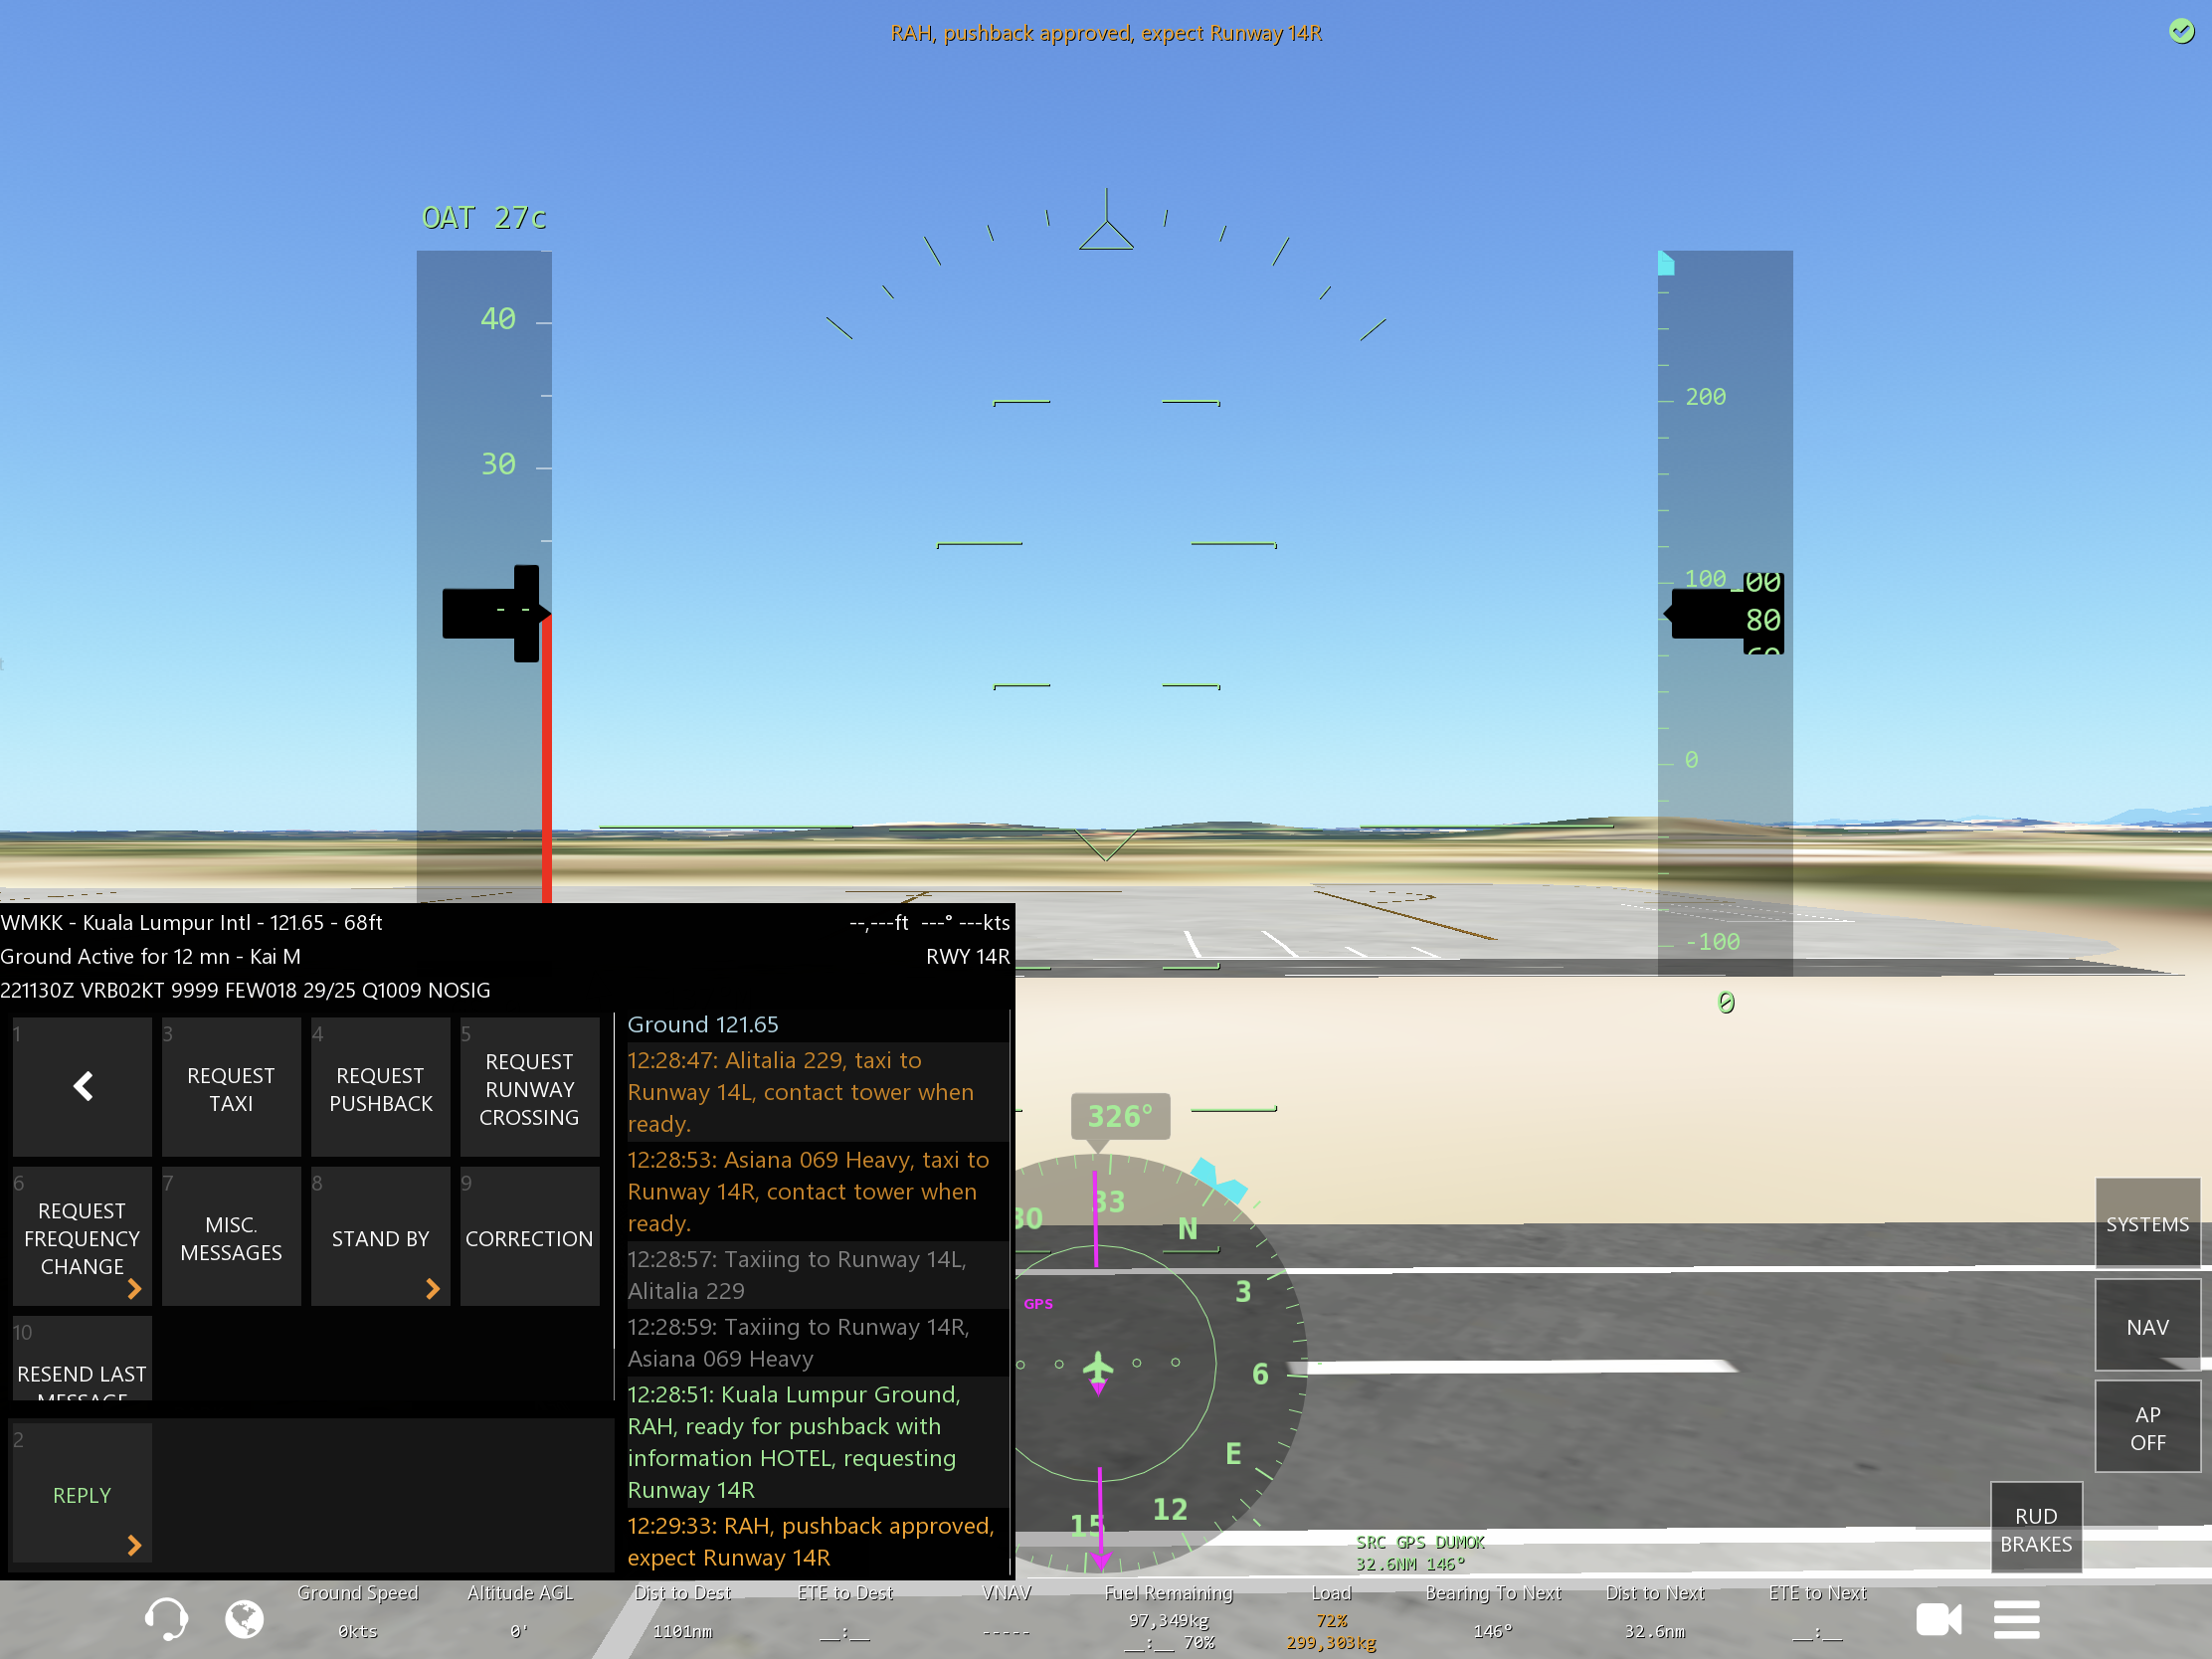 RAH, pushback approved, expect Runway 14R
OAT 27c
40
30
- -
200
100
00
80
60
0
-100
0
WMKK - Kuala Lumpur Intl - 121.65 - 68ft
--,---ft ---° ---kts
Ground Active for 12 mn - Kai M
RWY 14R
221130Z VRB02KT 9999 FEW018 29/25 Q1009 NOSIG
1
3
REQUEST
TAXI
4
REQUEST
PUSHBACK
5
REQUEST
RUNWAY
CROSSING
6
REQUEST
FREQUENCY
CHANGE
7
MISC.
MESSAGES
8
STAND BY
9
CORRECTION
10
RESEND LAST
MESSAGE
2
REPLY
Ground 121.65
12:28:47: Alitalia 229, taxi to
Runway 14L, contact tower when
ready.
12:28:53: Asiana 069 Heavy, taxi to
Runway 14R, contact tower when
ready.
12:28:57: Taxiing to Runway 14L,
Alitalia 229
12:28:59: Taxiing to Runway 14R,
Asiana 069 Heavy
12:28:51: Kuala Lumpur Ground,
RAH, ready for pushback with
information HOTEL, requesting
Runway 14R
12:29:33: RAH, pushback approved,
expect Runway 14R
326°
30
33
N
3
6
E
12
15
GPS
SRC GPS DUMOK
32.6NM 146°
SYSTEMS
NAV
AP
OFF
RUD
BRAKES
Ground Speed
0kts
Altitude AGL
0'
Dist to Dest
1101nm
ETE to Dest
__:__
VNAV
-----
Fuel Remaining
97,349kg
__:__ 70%
Load
72%
299,303kg
Bearing To Next
146°
Dist to Next
32.6nm
ETE to Next
__:__